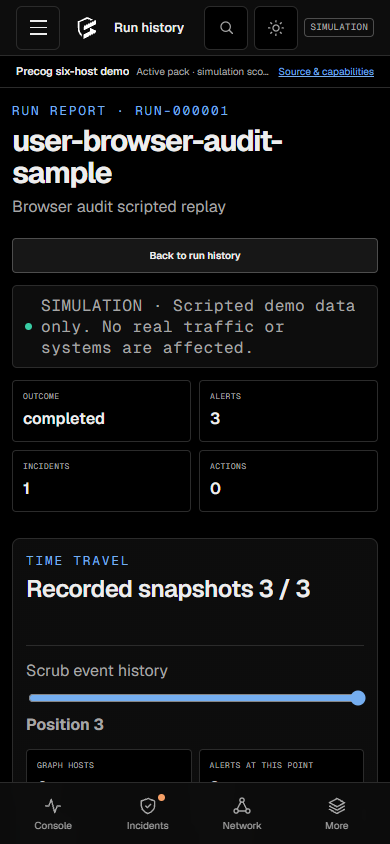 Run history
SIMULATION
Precog six-host demo Active pack · simulation sco... Source & capabilities
RUN REPORT · RUN-000001
user-browser-audit-
sample
Browser audit scripted replay
Back to run history
SIMULATION · Scripted demo data
only. No real traffic or
systems are affected.
OUTCOME
completed
ALERTS
3
INCIDENTS
1
ACTIONS
0
TIME TRAVEL
Recorded snapshots 3 / 3
Scrub event history
Position 3
GRAPH HOSTS
ALERTS AT THIS POINT
Console
Incidents
Network
More